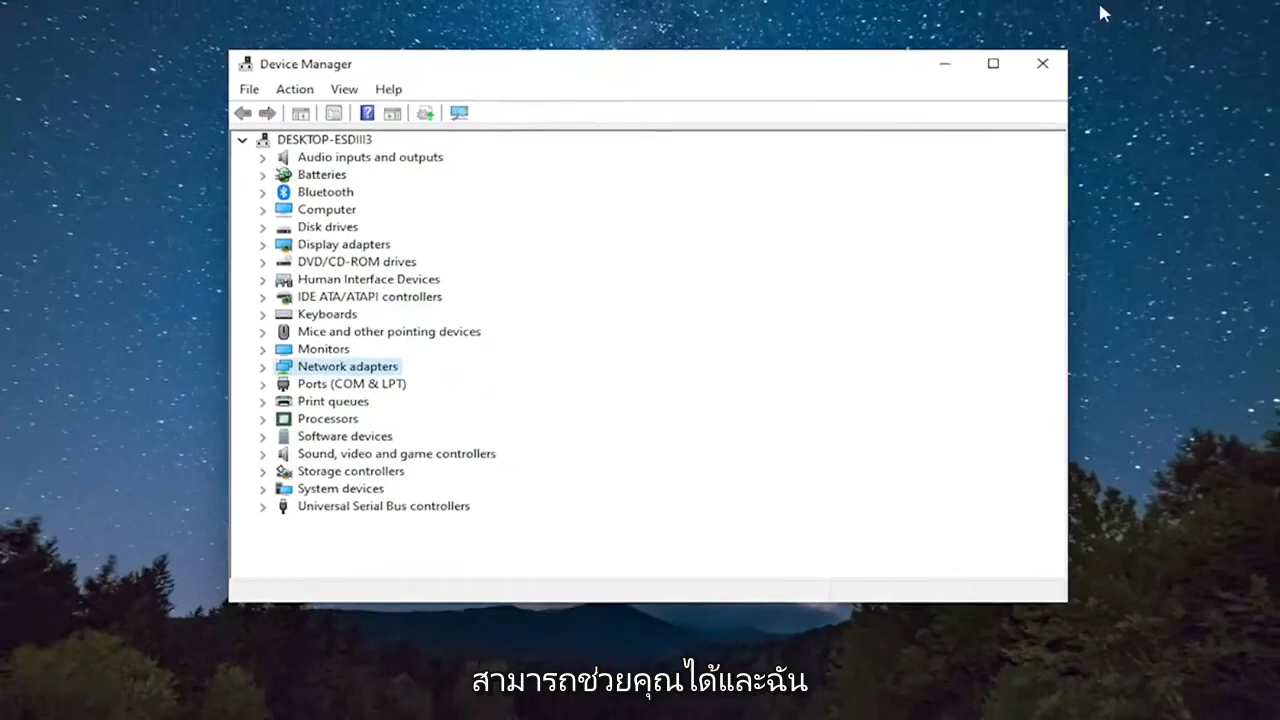 Device Manager
File Action View Help
DESKTOP-ESDIII3
Audio inputs and outputs
Batteries
Bluetooth
Computer
Disk drives
Display adapters
DVD/CD-ROM drives
Human Interface Devices
IDE ATA/ATAPI controllers
Keyboards
Mice and other pointing devices
Monitors
Network adapters
Ports (COM & LPT)
Print queues
Processors
Software devices
Sound, video and game controllers
Storage controllers
System devices
Universal Serial Bus controllers
สามารถช่วยคุณได้และฉัน